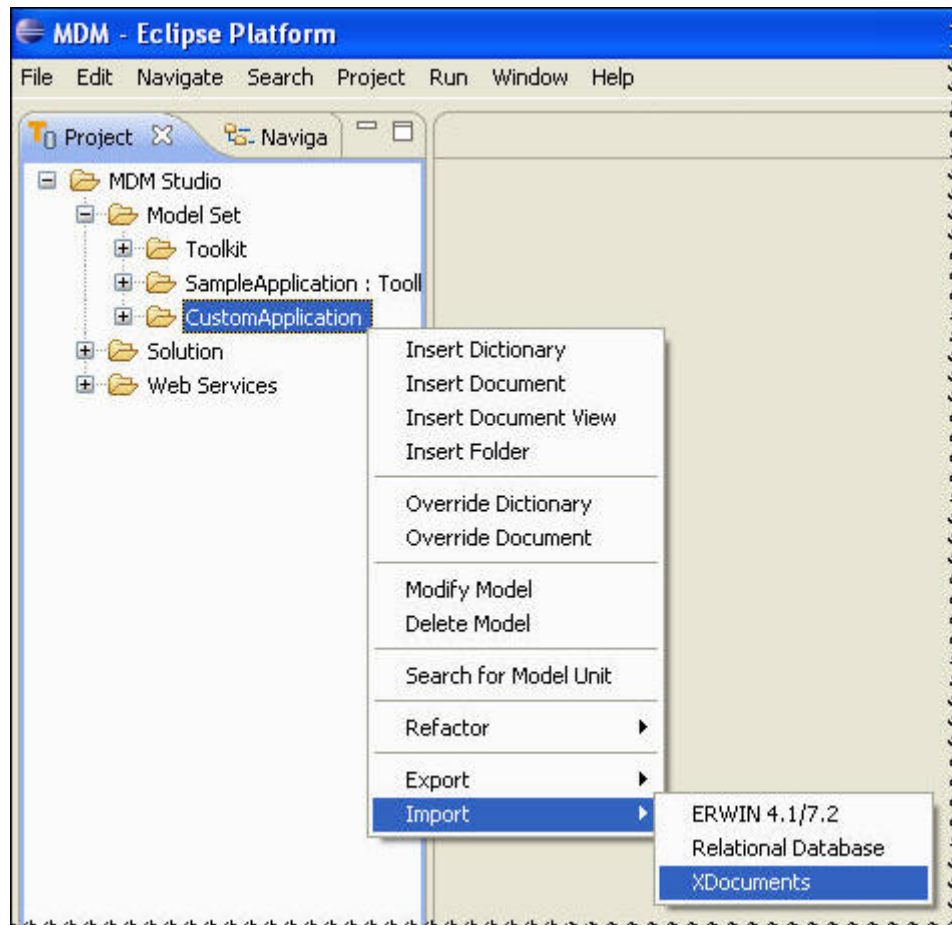 MDM - Eclipse Platform
File Edit Navigate Search Project Run Window Help
Project Naviga
MDM Studio
Model Set
Toolkit
SampleApplication : Tooll
CustomApplication
Solution
Web Services
Insert Dictionary
Insert Document
Insert Document View
Insert Folder
Override Dictionary
Override Document
Modify Model
Delete Model
Search for Model Unit
Refactor
Export
Import
ERWIN 4.1/7.2
Relational Database
XDocuments